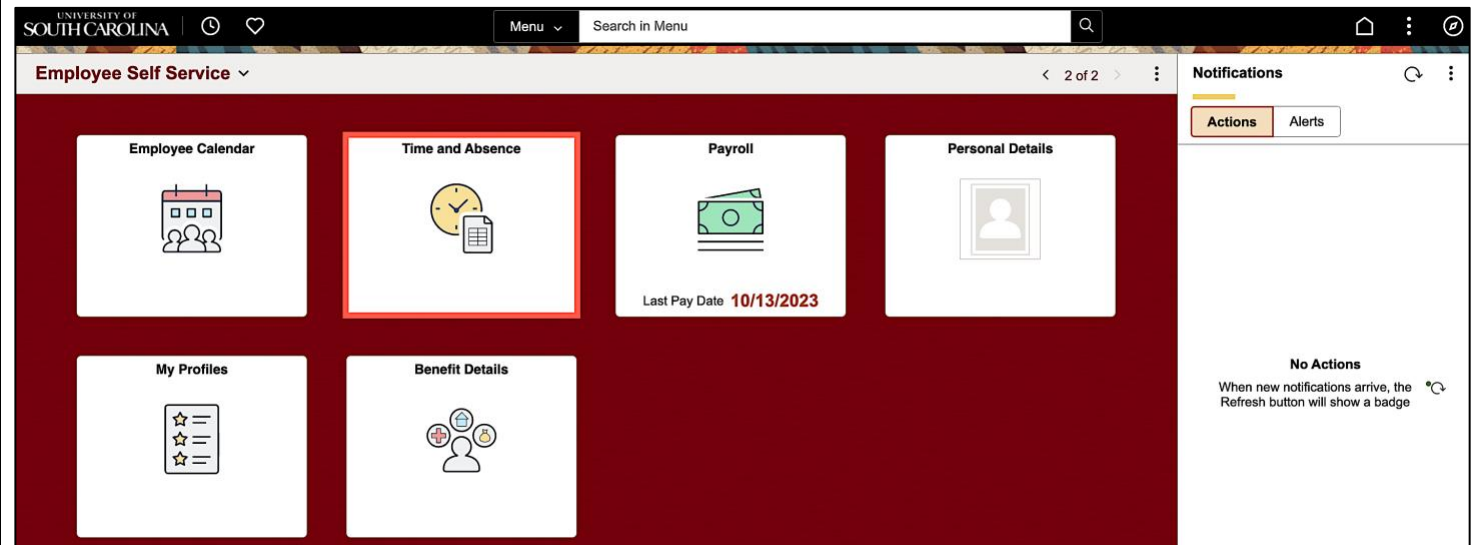 UNIVERSITY OF
SOUTH CAROLINA
Menu
Search in Menu
Employee Self Service
2 of 2
Notifications
Actions
Alerts
Employee Calendar
Time and Absence
Payroll
Last Pay Date 10/13/2023
Personal Details
My Profiles
Benefit Details
No Actions
When new notifications arrive, the
Refresh button will show a badge